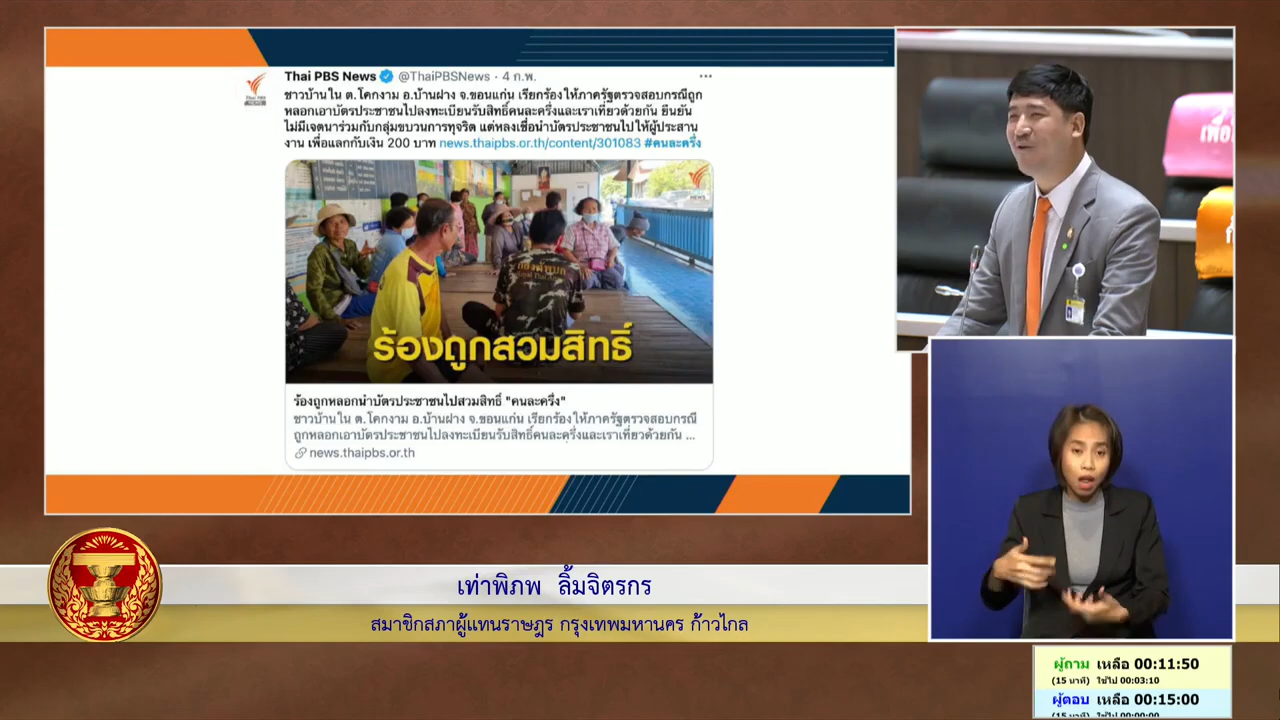 Thai PBS News @ThaiPBSNews · 4 ก.พ.
ชาวบ้านใน ต.โคกงาม อ.บ้านฝาง จ.ขอนแก่น เรียกร้องให้ภาครัฐตรวจสอบกรณีถูก
หลอกเอาบัตรประชาชนไปลงทะเบียนรับสิทธิ์คนละครึ่งและเราเที่ยวด้วยกัน ยืนยัน
ไม่มีเจตนาร่วมกับกลุ่มขบวนการทุจริต แต่หลงเชื่อนำบัตรประชาชนไปให้ผู้ประสาน
งาน เพื่อแลกกับเงิน 200 บาท news.thaipbs.or.th/content/301083 #คนละครึ่ง
NEWS
กองทัพบก
Royal Thai Army
ร้องถูกสวมสิทธิ์
ร้องถูกหลอกนำบัตรประชาชนไปสวมสิทธิ์ "คนละครึ่ง"
ชาวบ้านใน ต.โคกงาม อ.บ้านฝาง จ.ขอนแก่น เรียกร้องให้ภาครัฐตรวจสอบกรณี
ถูกหลอกเอาบัตรประชาชนไปลงทะเบียนรับสิทธิ์คนละครึ่งและเราเที่ยวด้วยกัน ...
news.thaipbs.or.th
เท่าพิภพ ลิ้มจิตรกร
สมาชิกสภาผู้แทนราษฎร กรุงเทพมหานคร ก้าวไกล
ผู้ถาม เหลือ 00:11:50
(15 นาที) ใช้ไป 00:03:10
ผู้ตอบ เหลือ 00:15:00
(15 นาที) ใช้ไป 00:00:00